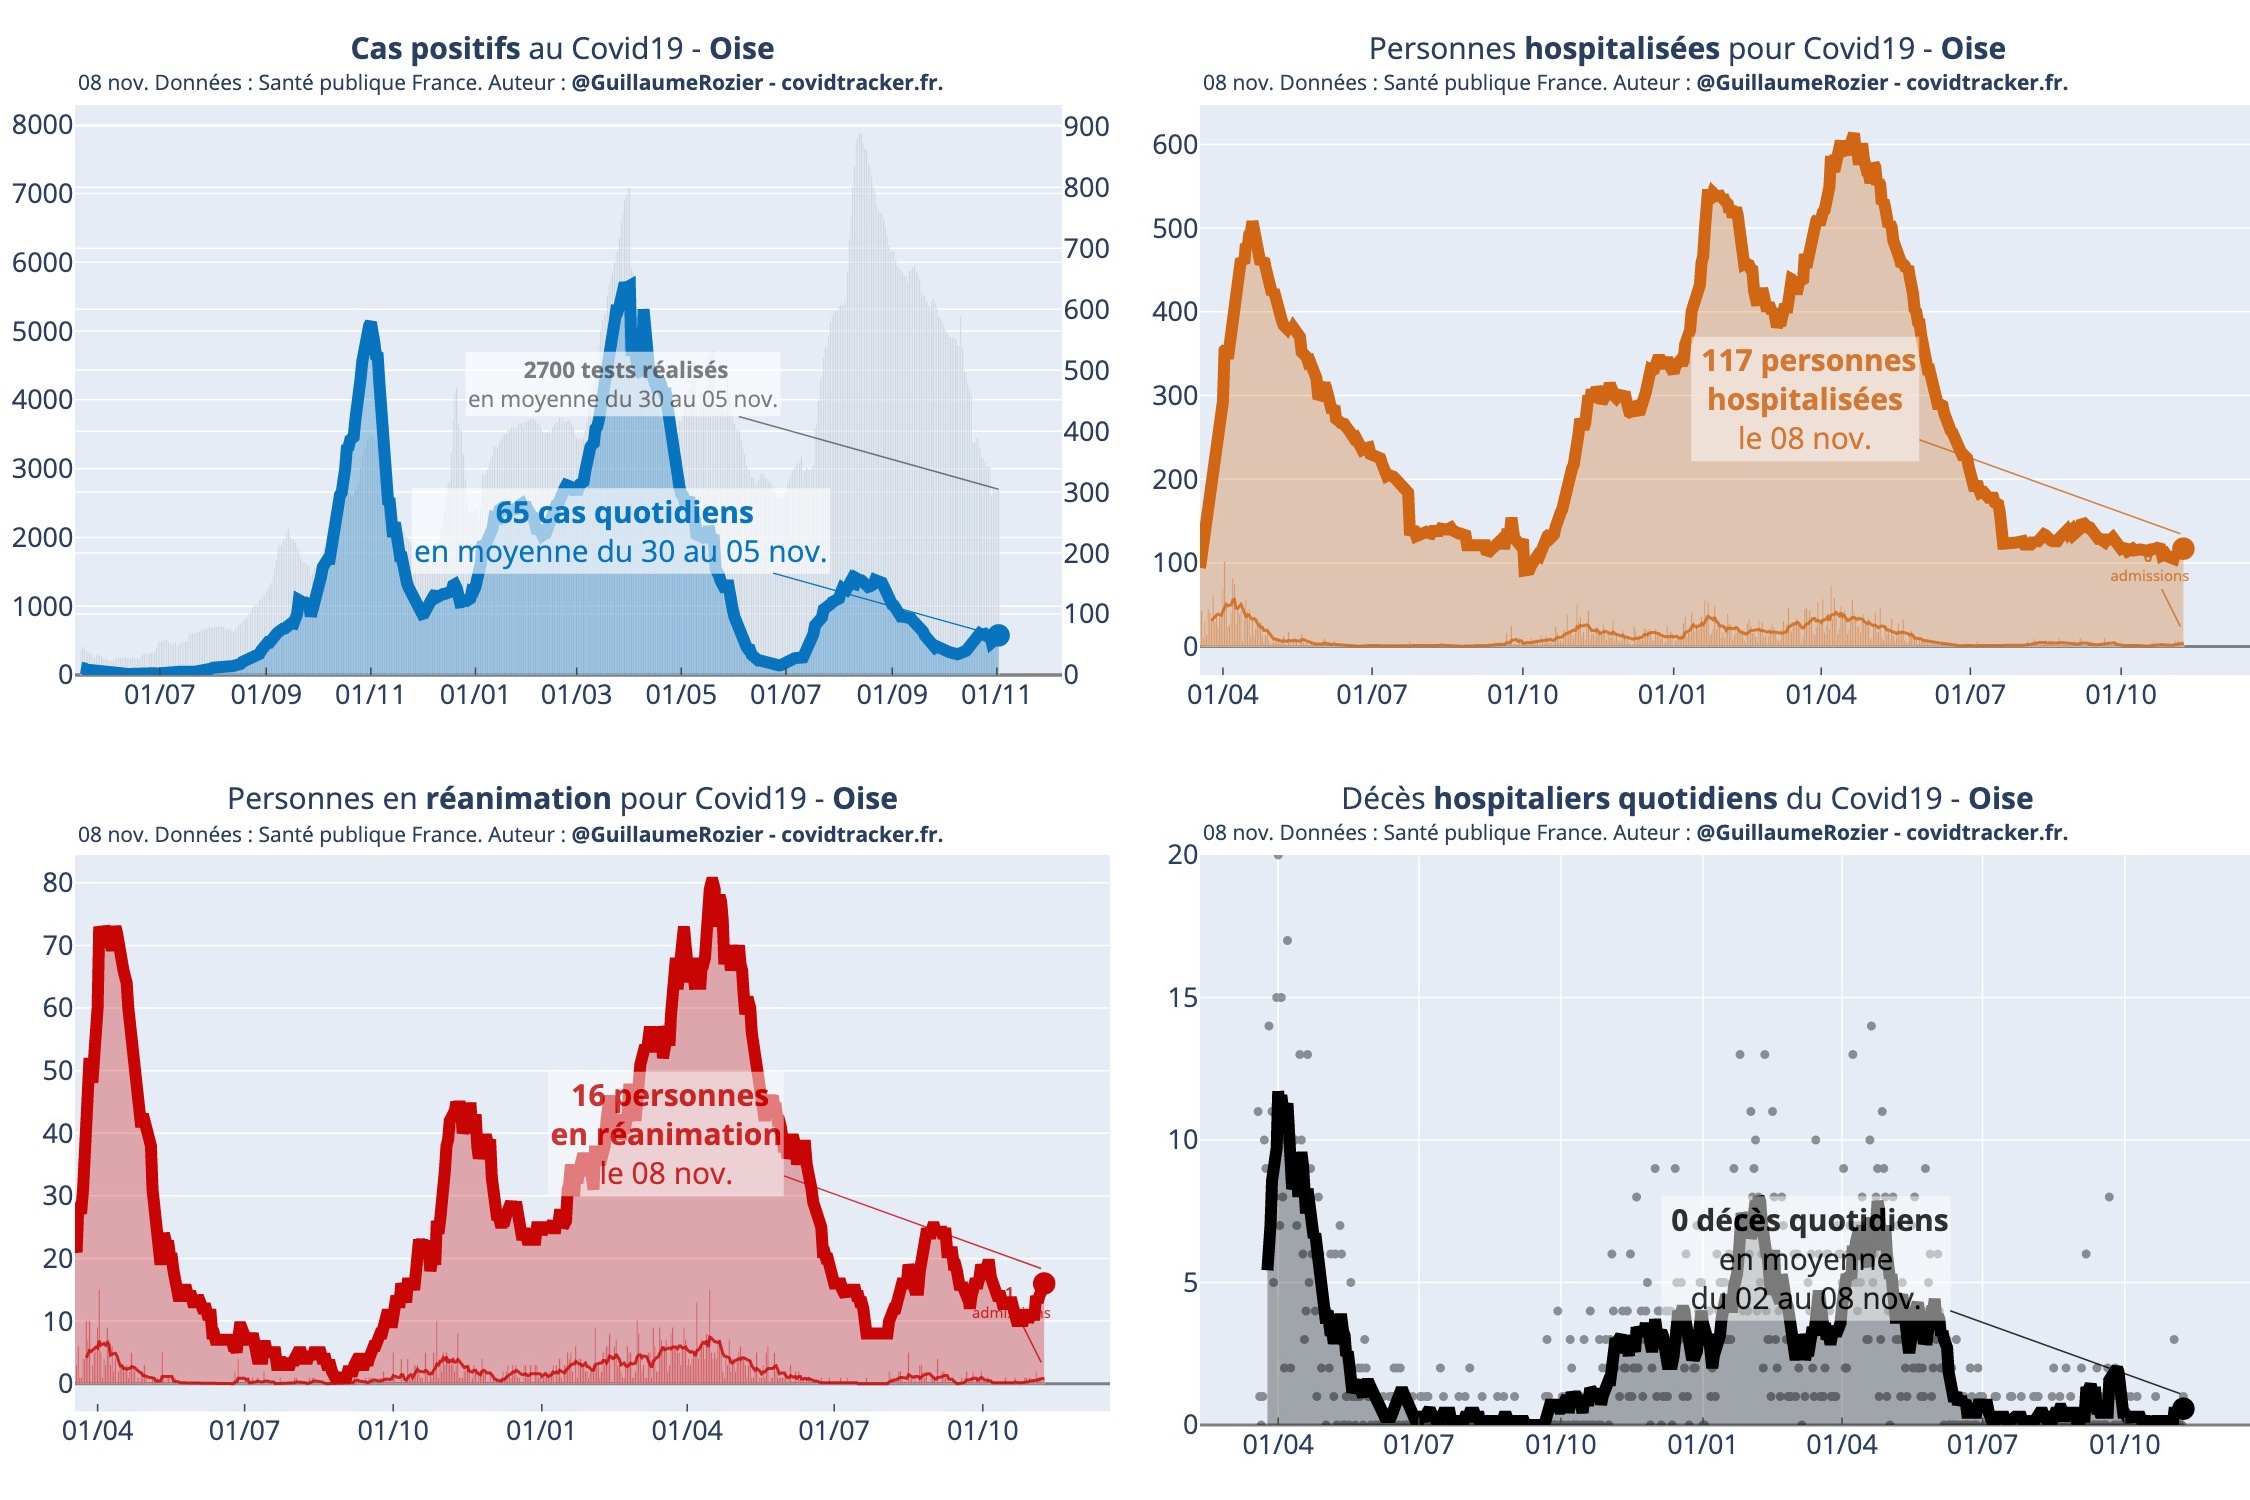 Cas positifs au Covid19 - Oise
08 nov. Données : Santé publique France. Auteur : @GuillaumeRozier - covidtracker.fr.
8000
7000
6000
5000
4000
3000
2000
1000
0
900
800
700
600
500
400
300
200
100
0
2700 tests réalisés
en moyenne du 30 au 05 nov.
65 cas quotidiens
en moyenne du 30 au 05 nov.
01/07 01/09 01/11 01/01 01/03 01/05 01/07 01/09 01/11
Personnes hospitalisées pour Covid19 - Oise
08 nov. Données : Santé publique France. Auteur : @GuillaumeRozier - covidtracker.fr.
600
500
400
300
200
100
0
117 personnes
hospitalisées
le 08 nov.
admissions
01/04 01/07 01/10 01/01 01/04 01/07 01/10
Personnes en réanimation pour Covid19 - Oise
08 nov. Données : Santé publique France. Auteur : @GuillaumeRozier - covidtracker.fr.
80
70
60
50
40
30
20
10
0
16 personnes
en réanimation
le 08 nov.
1
admissions
01/04 01/07 01/10 01/01 01/04 01/07 01/10
Décès hospitaliers quotidiens du Covid19 - Oise
08 nov. Données : Santé publique France. Auteur : @GuillaumeRozier - covidtracker.fr.
20
15
10
5
0
0 décès quotidiens
en moyenne
du 02 au 08 nov.
01/04 01/07 01/10 01/01 01/04 01/07 01/10